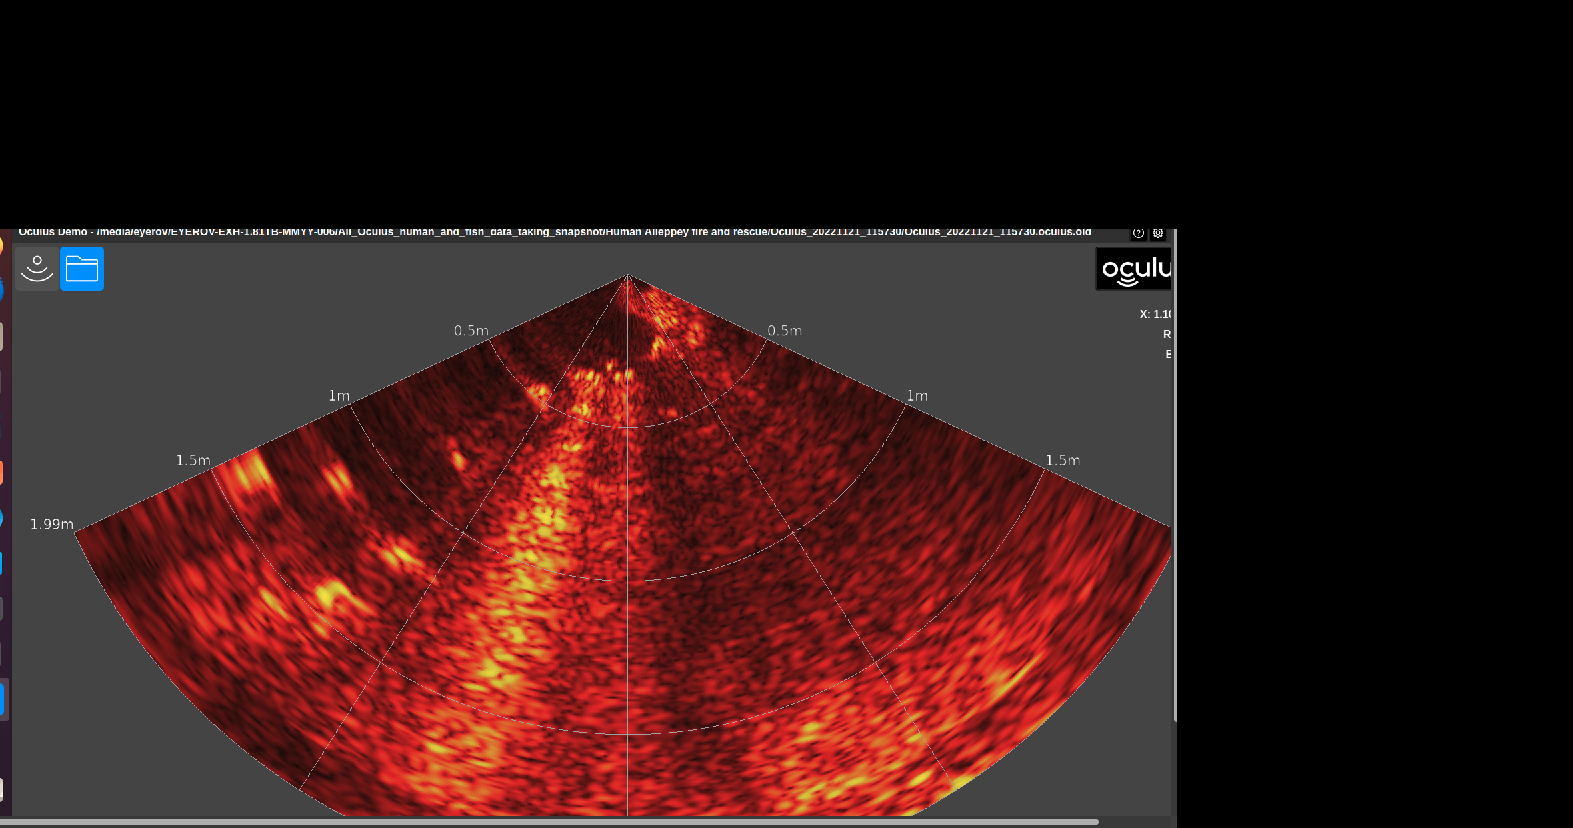 Oculus Demo - /media/eyerov/EYEROV-EXH-1.81TB-MMYY-006/All_Oculus_human_and_fish_data_taking_snapshot/Human Alleppey fire and rescue/Oculus_20221121_115730/Oculus_20221121_115730.oculus.old
oculu
X: 1.1
R
0.5m 0.5m
E
1m 1m
1.5m 1.5m
1.99m